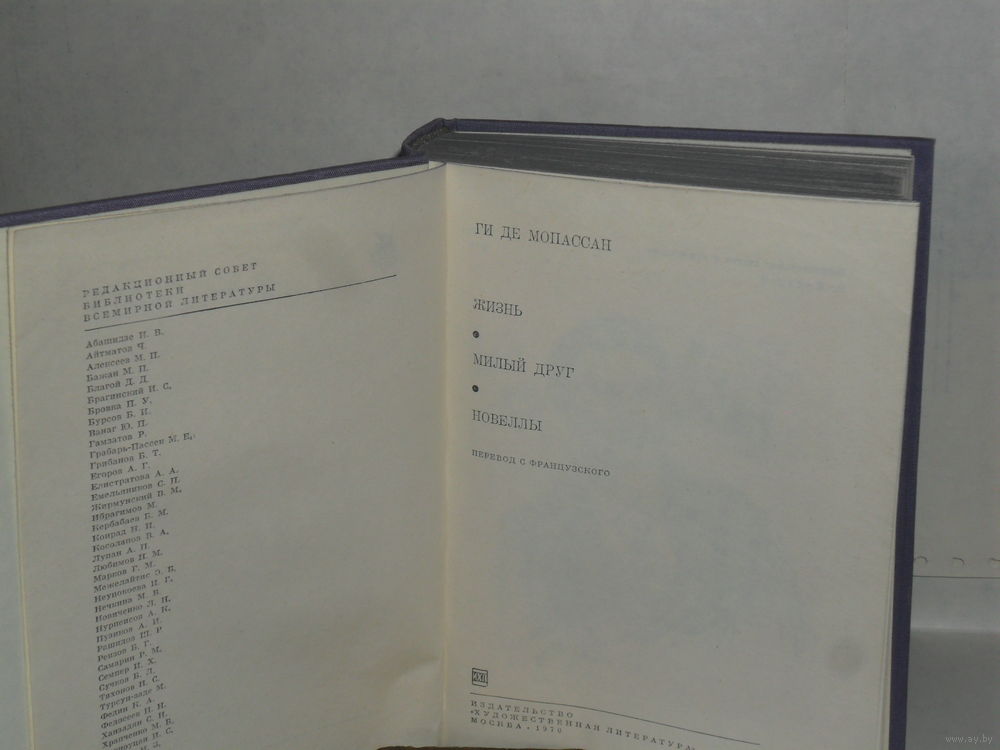 РЕДАКЦИОННЫЙ СОВЕТ
БИБЛИОТЕКИ
ВСЕМИРНОЙ ЛИТЕРАТУРЫ
Абашидзе И. В.
Айтматов Ч.
Алексеев М. П.
Бажан М. П.
Благой Д. Д.
Брагинский И. С.
Бровка П. У.
Бурсов Б. И.
Ванаг Ю. П.
Гамзатов Р.
Грабарь-Пассек М. Е.
Грибанов Б. Т.
Егоров А. Г.
Елистратова А. А.
Емельянников С. П.
Жирмунский В. М.
Ибрагимов М.
Кербабаев Б. М.
Конрад Н. И.
Косолапов В. А.
Лупан А. П.
Любимов Н. М.
Марков Г. М.
Межелайтис Э. Б.
Неупокоева И. Г.
Нечкина М. В.
Новиченко Л. Н.
Нурпеисов А. К.
Пузиков А. И.
Рашидов Ш. Р.
Реизов Б. Г.
Самарин Р. М.
Семпер И. Х.
Сучков Б. Л.
Тихонов Н. С.
Турсун-заде М.
Федин К. А.
Федосеев П. Н.
Ханзадян С. Н.
Храпченко М. Б.
И. С.
ГИ ДЕ МОПАССАН
ЖИЗНЬ
•
МИЛЫЙ ДРУГ
•
НОВЕЛЛЫ
ПЕРЕВОД С ФРАНЦУЗСКОГО
ИЗДАТЕЛЬСТВО
«ХУДОЖЕСТВЕННАЯ ЛИТЕРАТУРА»
МОСКВА • 1970
www.ay.by